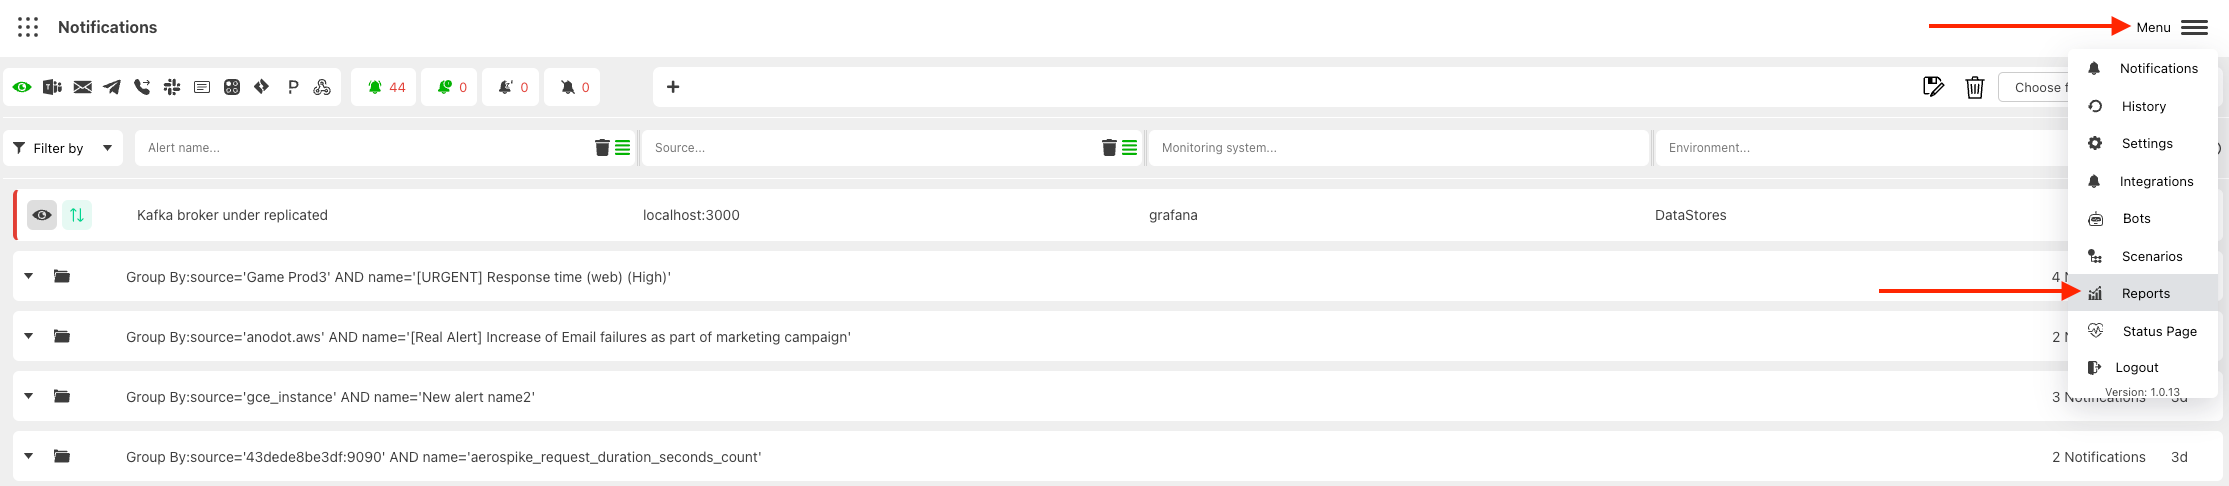 Notifications
Menu
44
0
0
0
+
Choose f
Notifications
History
Settings
Integrations
Bots
Scenarios
Reports
Status Page
Logout
Version: 1.0.13
Filter by
Alert name...
Source...
Monitoring system...
Environment...
Kafka broker under replicated
localhost:3000
grafana
DataStores
Group By:source='Game Prod3' AND name='[URGENT] Response time (web) (High)'
4 N
Group By:source='anodot.aws' AND name='[Real Alert] Increase of Email failures as part of marketing campaign'
2 N
Group By:source='gce_instance' AND name='New alert name2'
3 Notifications 3d
Group By:source='43dede8be3df:9090' AND name='aerospike_request_duration_seconds_count'
2 Notifications 3d